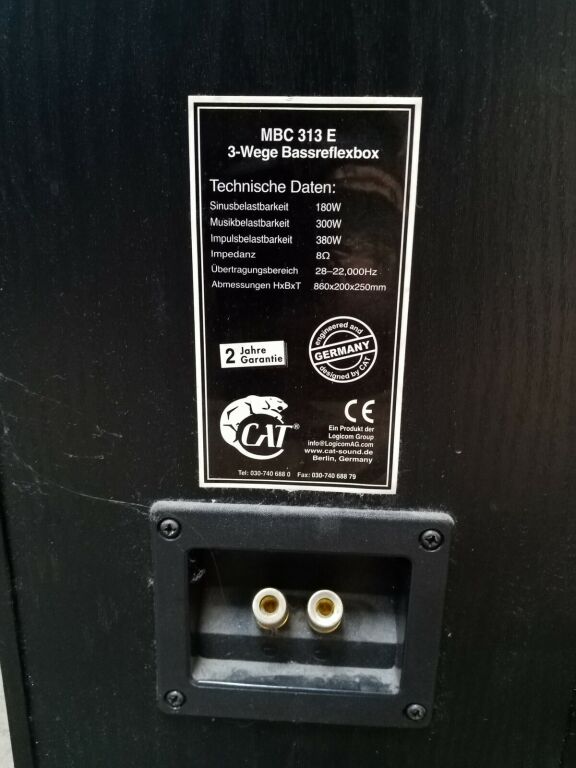 MBC 313 E
3-Wege Bassreflexbox
Technische Daten:
Sinusbelastbarkeit 180W
Musikbelastbarkeit 300W
Impulsbelastbarkeit 380W
Impedanz 8Ω
Übertragungsbereich 28–22,000Hz
Abmessungen HxBxT 860x200x250mm
2 Jahre
Garantie
engineered and
GERMANY
designed by CAT
CAT®
CE
Ein Produkt der
Logicom Group
info@LogicomAG.com
www.cat-sound.de
Berlin, Germany
Tel: 030-740 688 0 Fax: 030-740 688 79